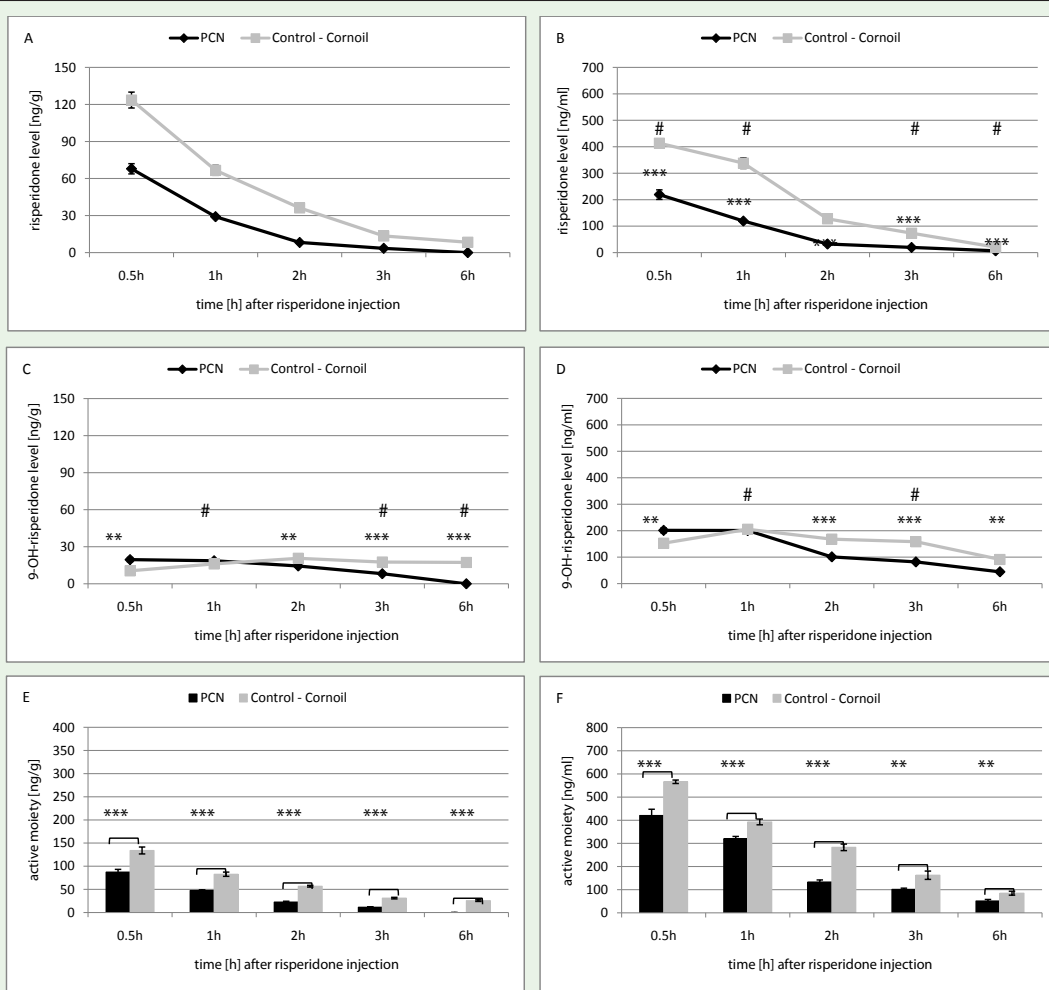 A
PCN Control - Cornoil
risperidone level [ng/g]
150
120
90
60
30
0
0.5h 1h 2h 3h 6h
time [h] after risperidone injection
B
PCN Control - Cornoil
risperidone level [ng/ml]
700
600
500
400
300
200
100
0
# # # #
***
***
***
***
***
0.5h 1h 2h 3h 6h
time [h] after risperidone injection
C
PCN Control - Cornoil
9-OH-risperidone level [ng/g]
150
120
90
60
30
0
# # #
** ** *** ***
0.5h 1h 2h 3h 6h
time [h] after risperidone injection
D
PCN Control - Cornoil
9-OH-risperidone level [ng/ml]
700
600
500
400
300
200
100
0
# #
** *** *** **
0.5h 1h 2h 3h 6h
time [h] after risperidone injection
E
PCN Control - Cornoil
active moiety [ng/g]
400
350
300
250
200
150
100
50
0
*** *** *** *** ***
0.5h 1h 2h 3h 6h
time [h] after risperidone injection
F
PCN Control - Cornoil
active moiety [ng/ml]
800
700
600
500
400
300
200
100
0
*** *** *** ** **
0.5h 1h 2h 3h 6h
time [h] after risperidone injection